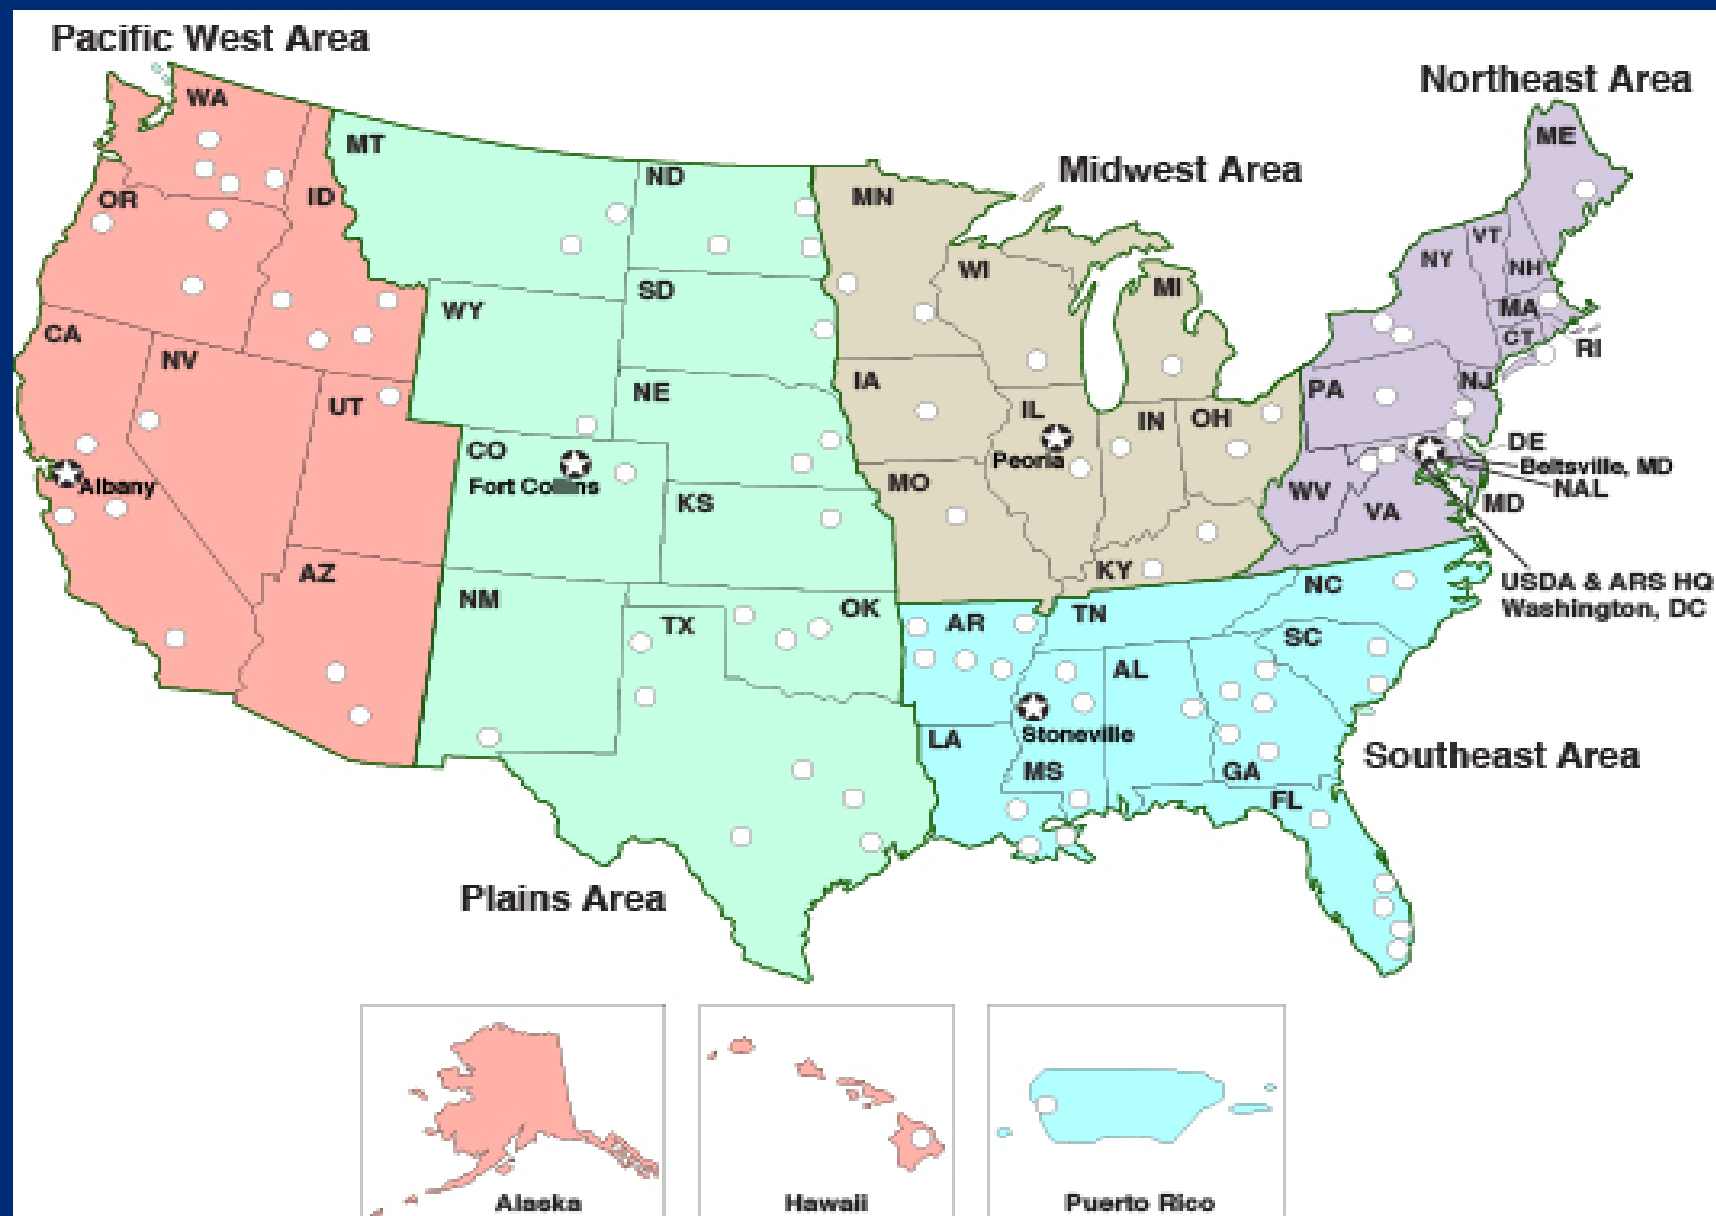 Pacific West Area
Northeast Area
WA
ME
MT
Midwest Area
ND
ID
MN
OR
VT
NY
WI
NH
MI
SD
WY
MA
CA
CT
RI
NV
IA
PA
NJ
NE
UT
IL
IN
OH
DE
CO
Peoria
Beltsville, MD
Albany
Fort Collins
MO
WV
NAL
KS
VA
MD
AZ
KY
USDA & ARS HQ
Washington, DC
NC
NM
OK
AR
TN
TX
SC
AL
LA
Stoneville
Southeast Area
MS
GA
FL
Plains Area
Alaska
Hawaii
Puerto Rico